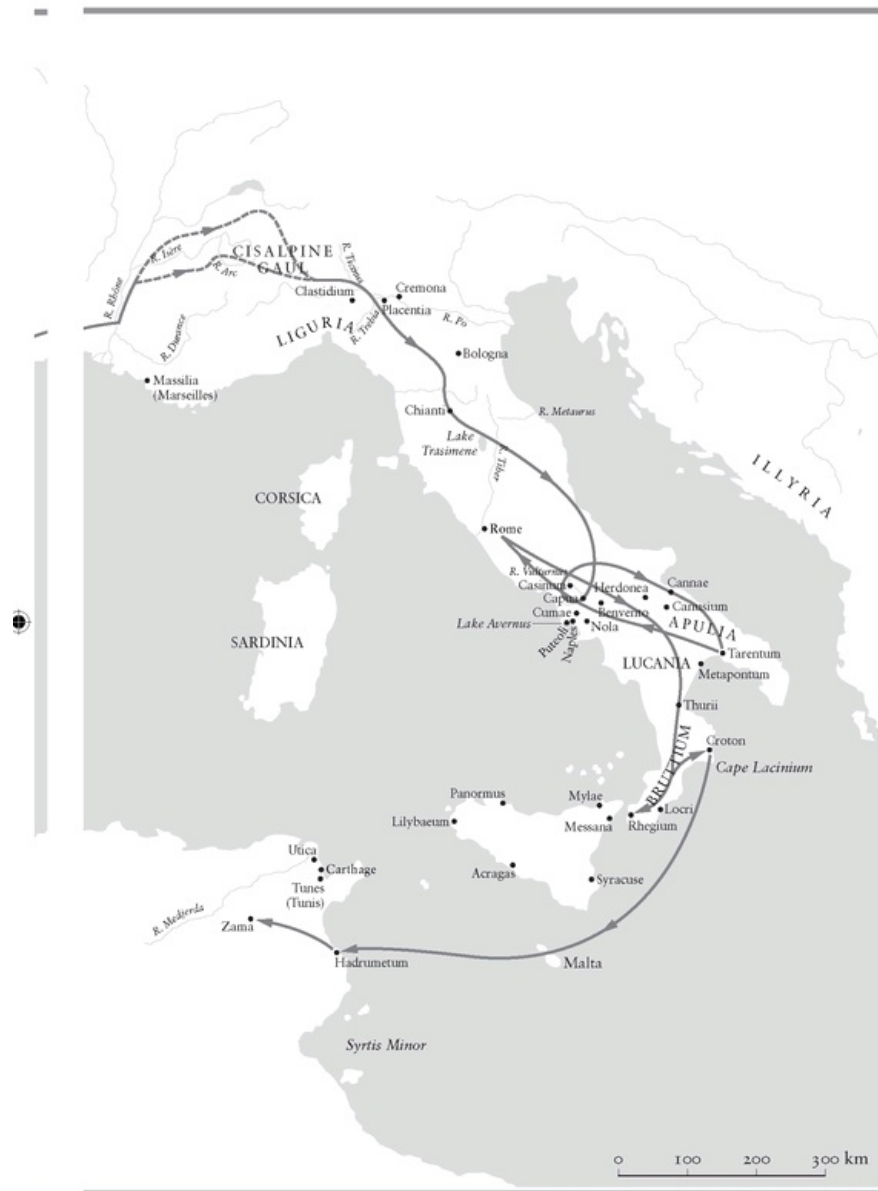 R. Isère
CISALPINE
GAUL
R. Arc
R. Ticinus
R. Rhône
Clastidium
Cremona
Placentia
R. Trebia
R. Po
LIGURIA
R. Durance
Bologna
Massilia
(Marseilles)
Chianti
R. Metaurus
Lake
Trasimene
R. Tiber
ILLYRIA
CORSICA
Rome
R. Vulturnus
Casinum
Herdonea
Cannae
Capua
Benvento
Canusium
Cumae
APULIA
Lake Avernus
Nola
Puteoli
Naples
SARDINIA
LUCANIA
Tarentum
Metapontum
Thurii
Croton
BRUTTIUM
Cape Lacinium
Panormus
Mylae
Locri
Lilybaeum
Messana
Rhegium
Utica
Carthage
Acragas
Syracuse
Tunes
(Tunis)
R. Medjerda
Zama
Hadrumetum
Malta
Syrtis Minor
0 100 200 300 km